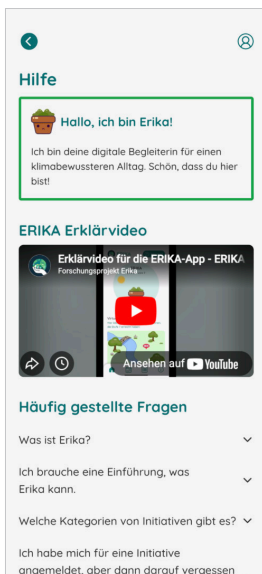 Hilfe
Hallo, ich bin Erika!
Ich bin deine digitale Begleiterin für einen
klimabewussteren Alltag. Schön, dass du hier
bist!
ERIKA Erklärvideo
Erklärvideo für die ERIKA-App - ERIKA
Forschungsprojekt Erika
Ansehen auf YouTube
Häufig gestellte Fragen
Was ist Erika?
Ich brauche eine Einführung, was
Erika kann.
Welche Kategorien von Initiativen gibt es?
Ich habe mich für eine Initiative
angemeldet, aber dann darauf vergessen